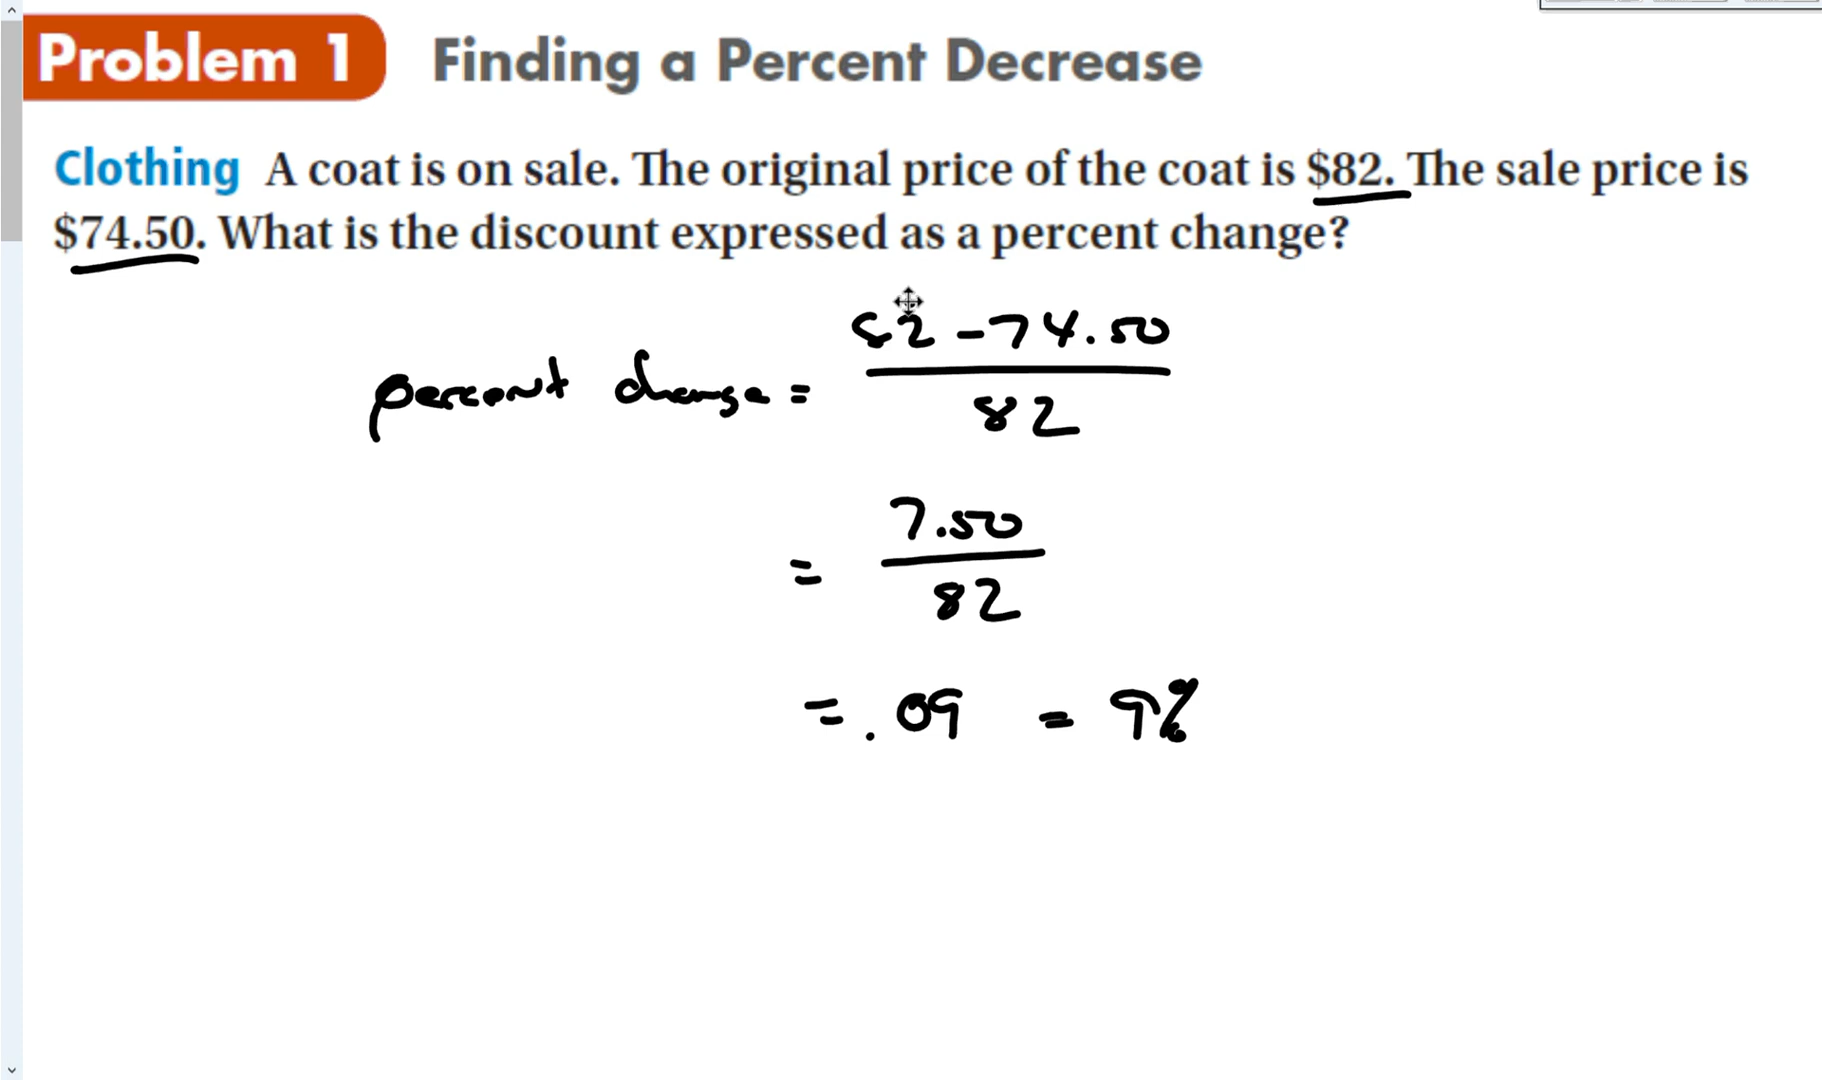 Problem 1 Finding a Percent Decrease
Clothing A coat is on sale. The original price of the coat is $82. The sale price is
$74.50. What is the discount expressed as a percent change?
82 - 74.50
percent change =
82
7.50
=
82
= .09 = 9%